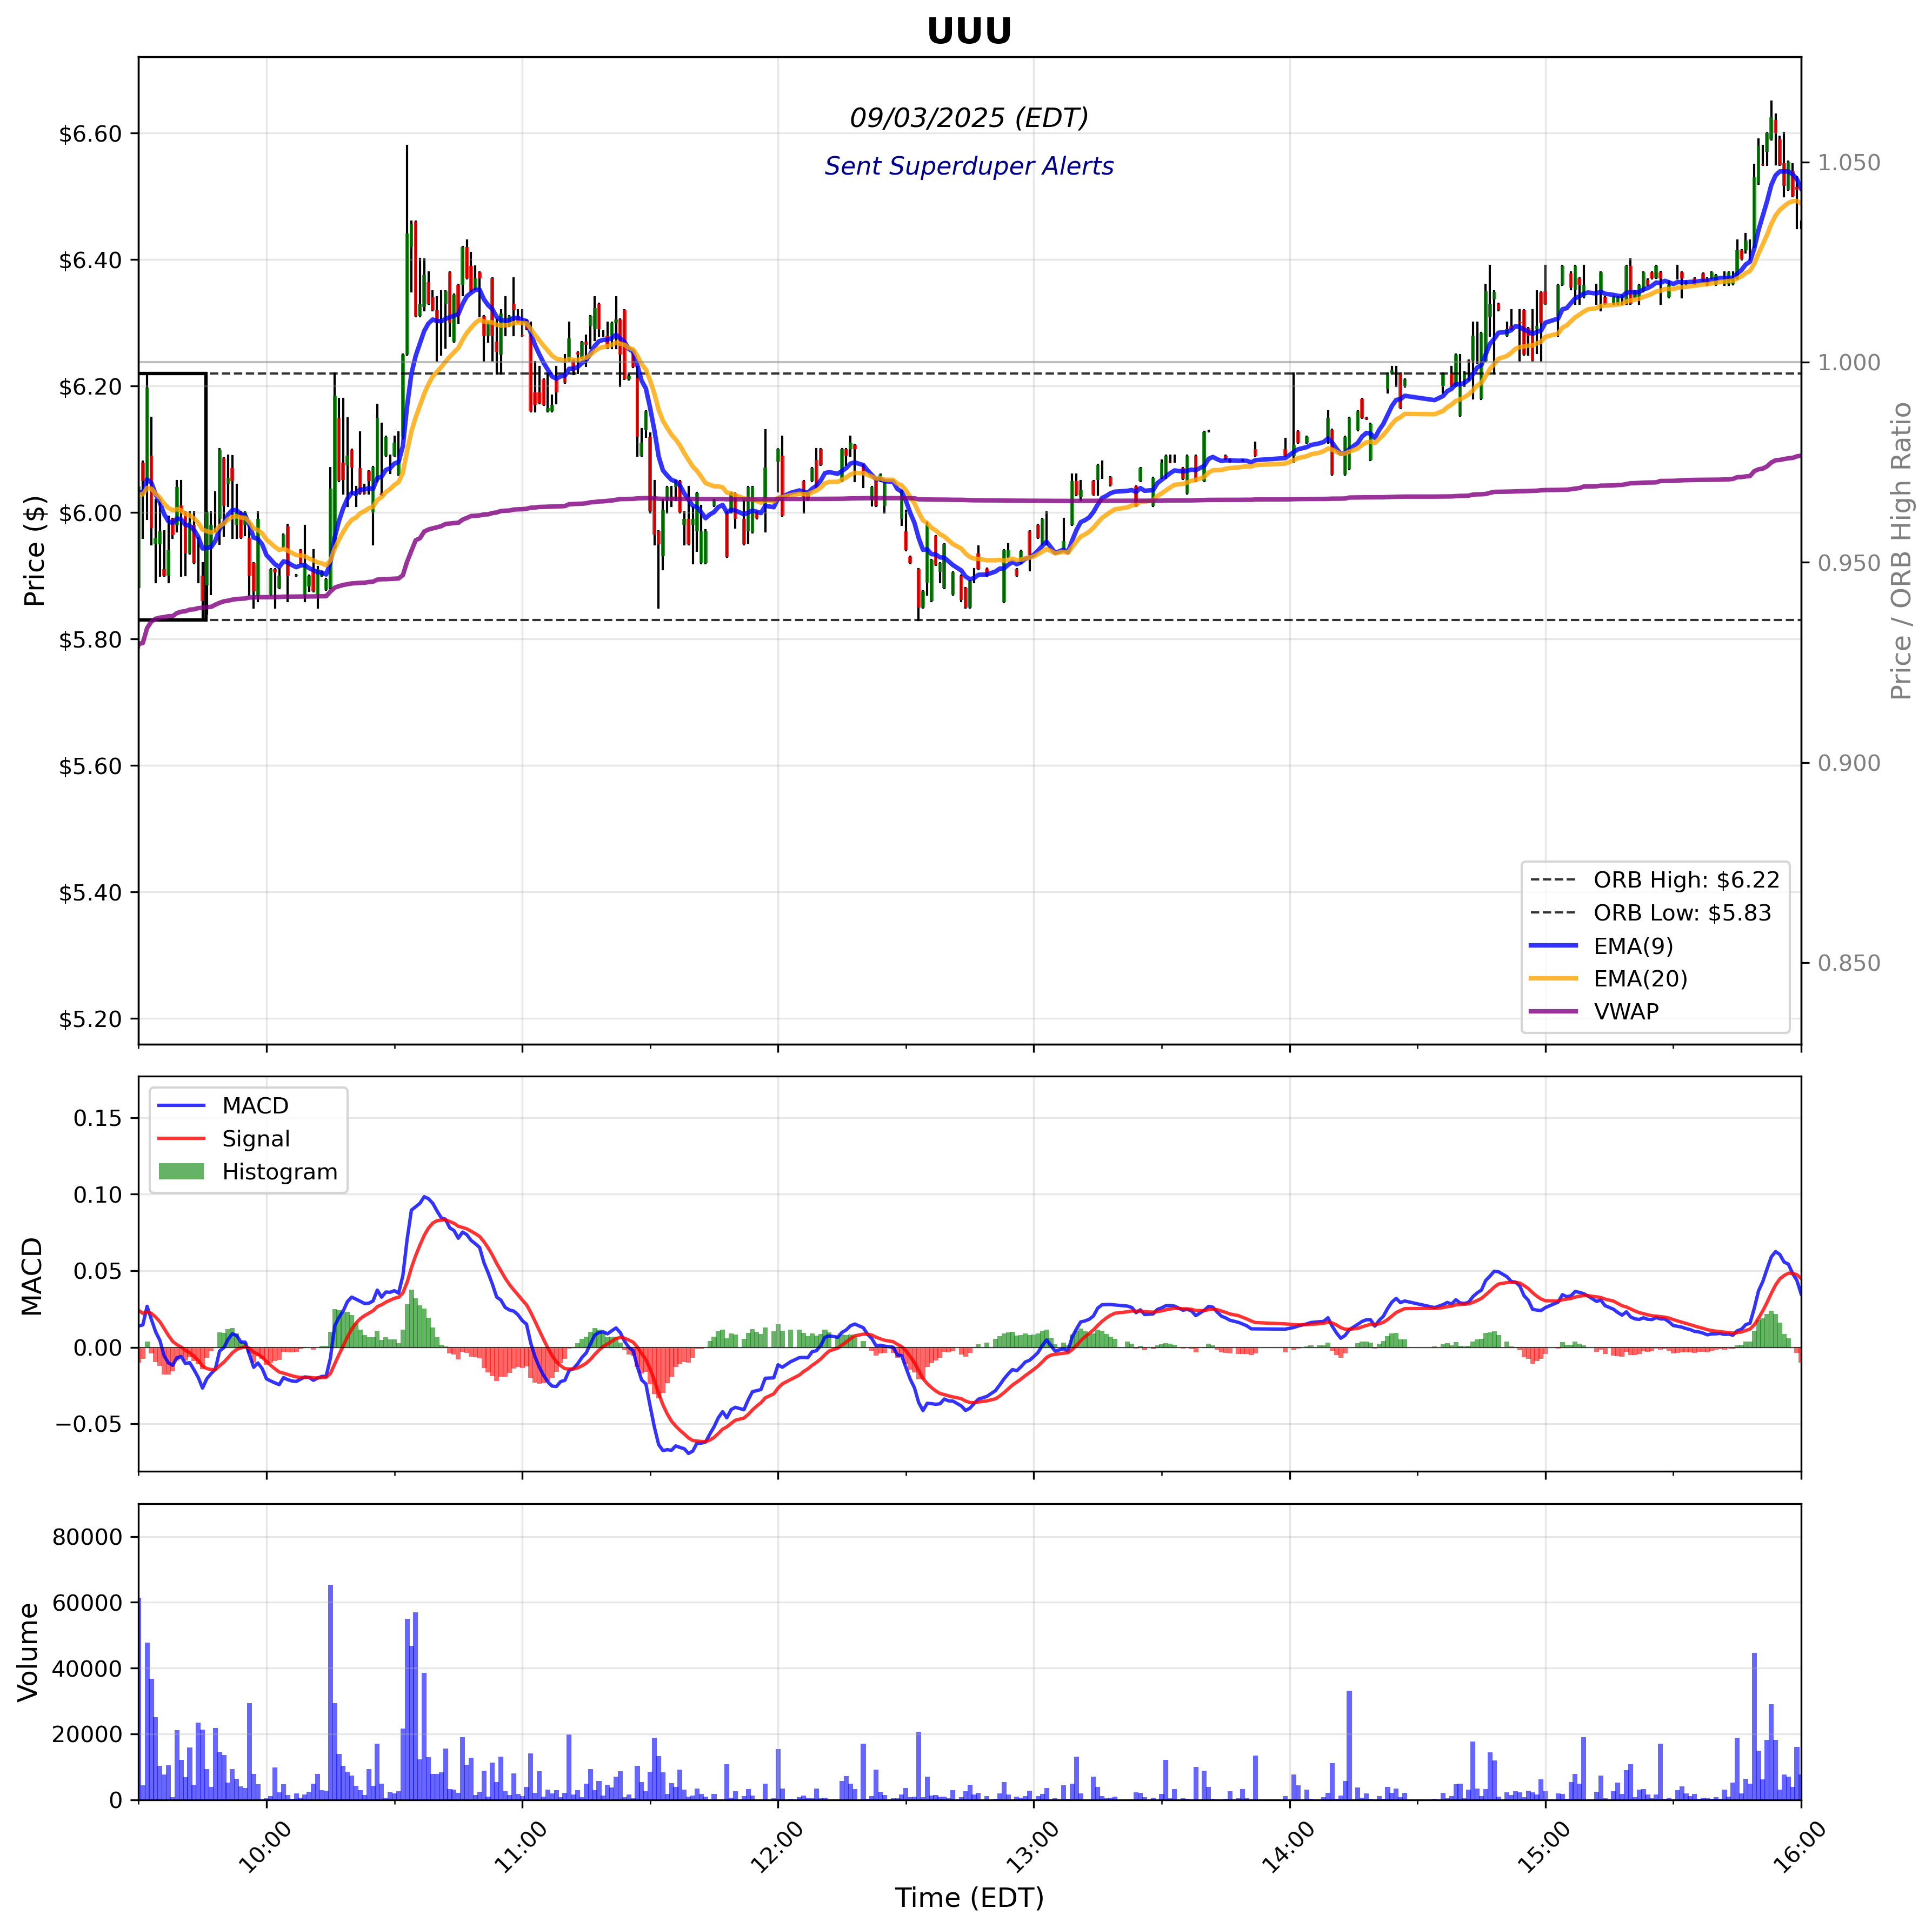 UUU
09/03/2025 (EDT)
Sent Superduper Alerts
Price ($)
$6.60
$6.40
$6.20
$6.00
$5.80
$5.60
$5.40
$5.20
1.050
1.000
0.950
0.900
0.850
Price / ORB High Ratio
ORB High: $6.22
ORB Low: $5.83
EMA(9)
EMA(20)
VWAP
MACD
0.15
0.10
0.05
0.00
−0.05
MACD
Signal
Histogram
Volume
80000
60000
40000
20000
0
10:00
11:00
12:00
13:00
14:00
15:00
16:00
Time (EDT)